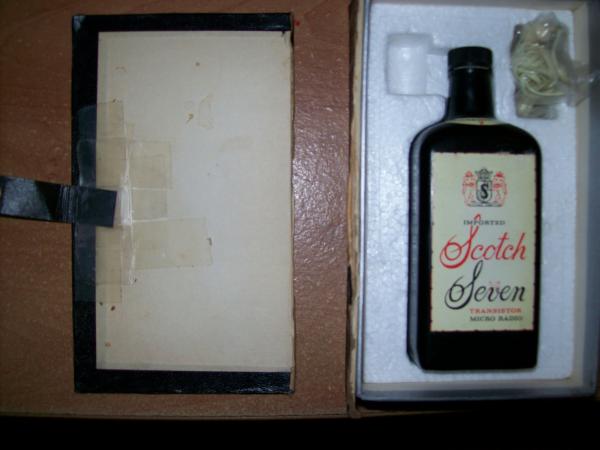 S
IMPORTED
Scotch
Seven
TRANSISTOR
MICRO RADIO